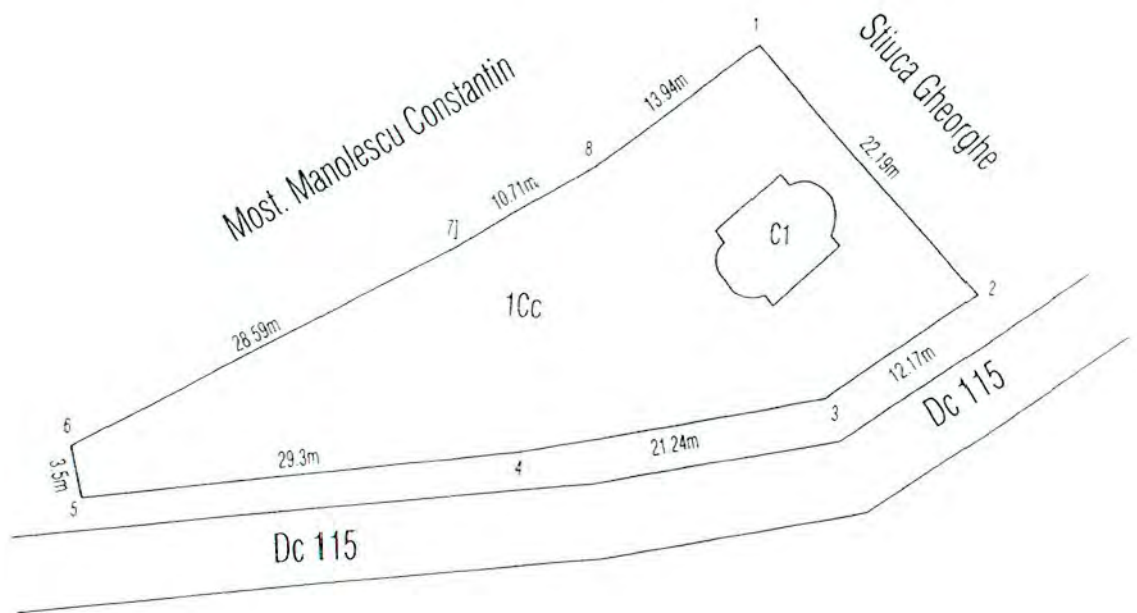 1
Stiuca Gheorghe
Most. Manolescu Constantin
13.94m
22.19m
8
10.71m
7]
C1
1Cc
2
28.59m
12.17m
Dc 115
3
6
3.5m
29.3m
4
21.24m
5
Dc 115